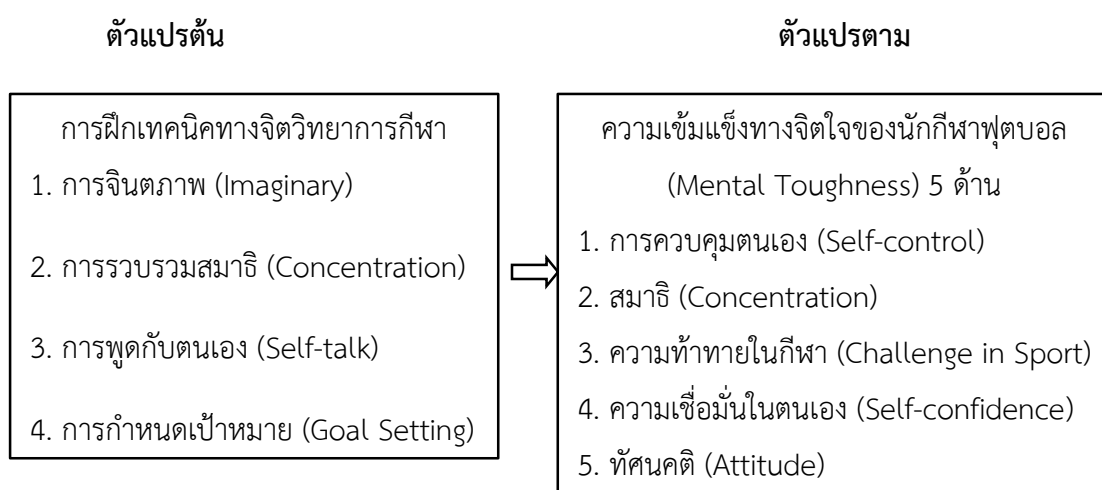 ตัวแปรต้น
การฝึกเทคนิคทางจิตวิทยาการกีฬา
1. การจินตภาพ (Imaginary)
2. การรวบรวมสมาธิ (Concentration)
3. การพูดกับตนเอง (Self-talk)
4. การกำหนดเป้าหมาย (Goal Setting)
ตัวแปรตาม
ความเข้มแข็งทางจิตใจของนักกีฬาฟุตบอล
(Mental Toughness) 5 ด้าน
1. การควบคุมตนเอง (Self-control)
2. สมาธิ (Concentration)
3. ความท้าทายในกีฬา (Challenge in Sport)
4. ความเชื่อมั่นในตนเอง (Self-confidence)
5. ทัศนคติ (Attitude)